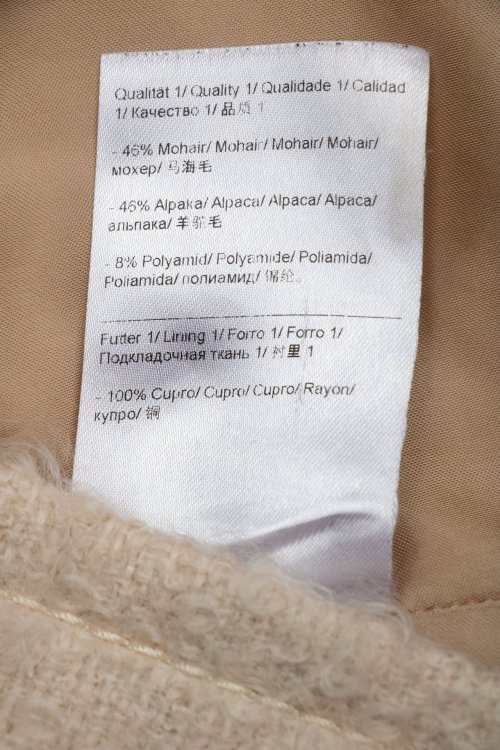 Qualität 1/ Quality 1/ Qualidade 1/ Calidad
1/ Качество 1/ 品质 1
- 46% Mohair/ Mohair/ Mohair/ Mohair/
мохер/ 马海毛
- 46% Alpaka/ Alpaca/ Alpaca/ Alpaca/
альпака/ 羊驼毛
- 8% Polyamid/ Polyamide/ Poliamida/
Poliamida/ полиамид/ 锦纶。
Futter 1/ Lining 1/ Forro 1/ Forro 1/
Подкладочная ткань 1/ 衬里 1
- 100% Cupro/ Cupro/ Cupro/ Rayon/
купро/ 铜